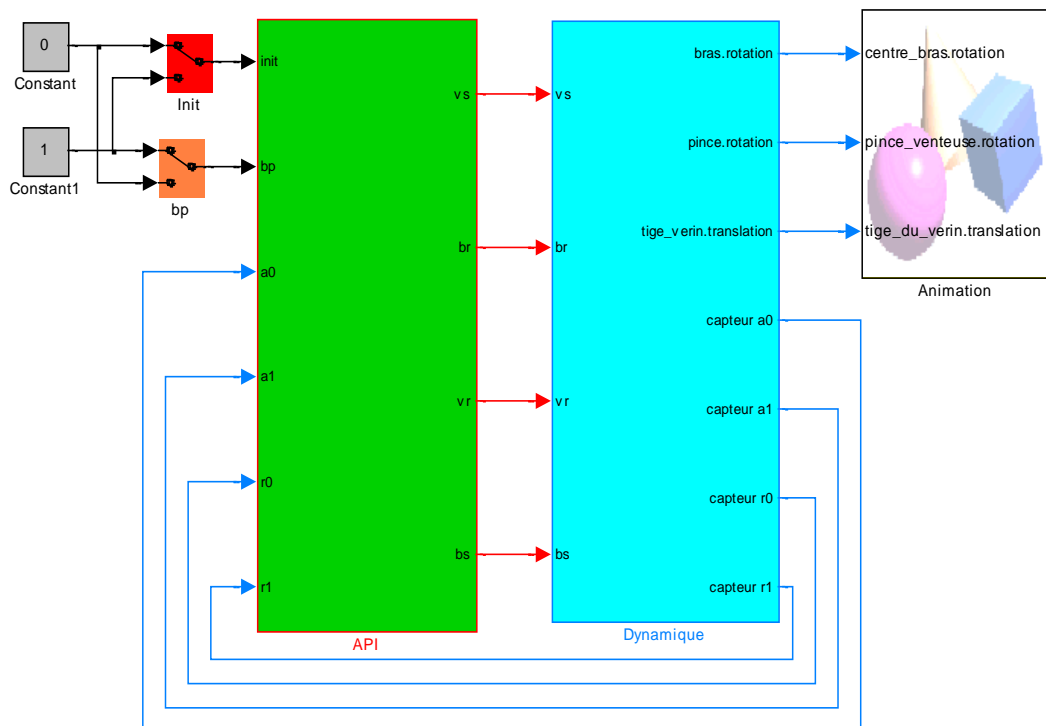 0
Constant
Init
1
Constant1
bp
init
bp
a0
a1
r0
r1
vs
br
vr
bs
API
vs
br
vr
bs
bras.rotation
pince.rotation
tige_verin.translation
capteur a0
capteur a1
capteur r0
capteur r1
Dynamique
centre_bras.rotation
pince_venteuse.rotation
tige_du_verin.translation
Animation